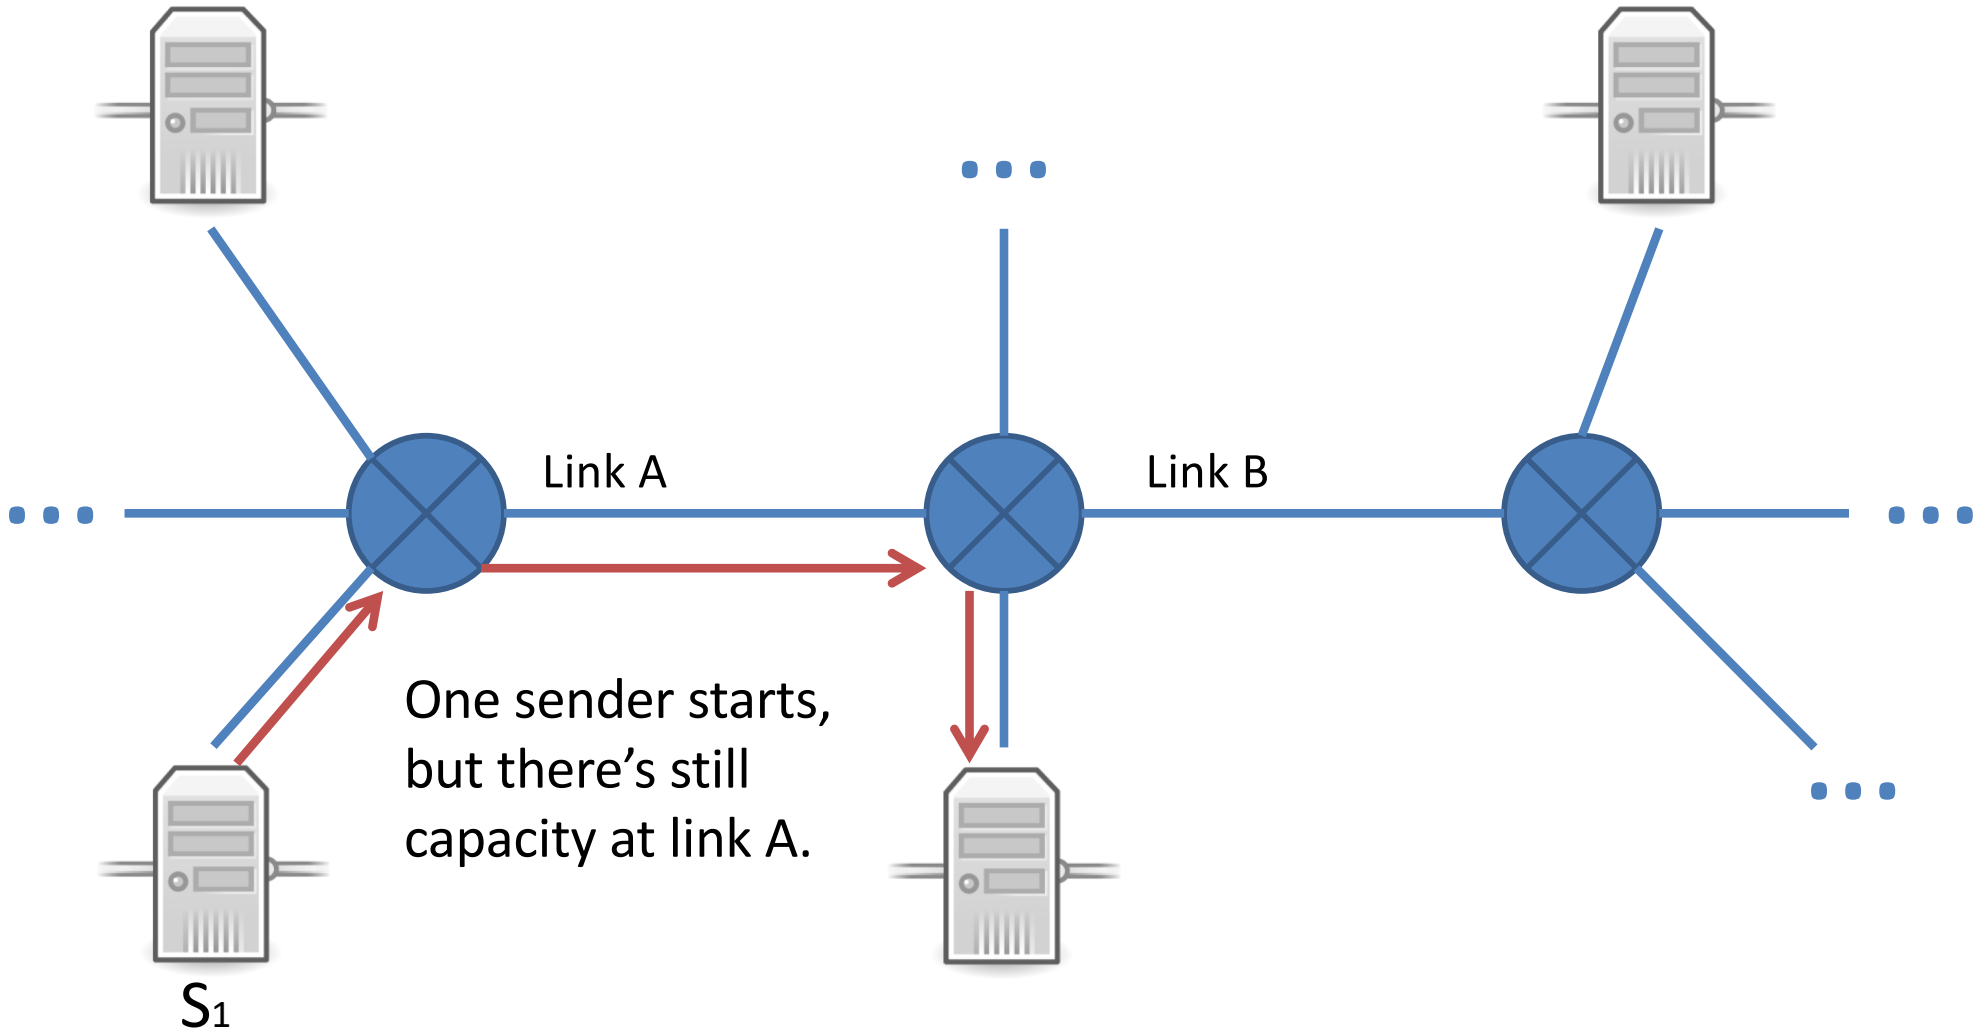 Link A
Link B
One sender starts,
but there’s still
capacity at link A.
S1